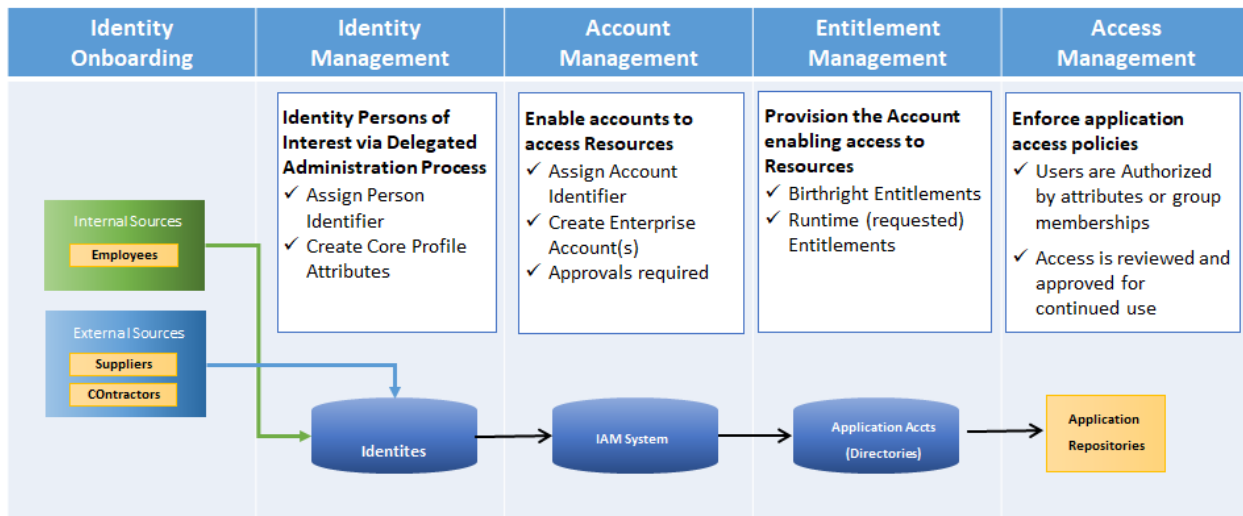 Identity
Onboarding
Identity
Management
Account
Management
Entitlement
Management
Access
Management
Internal Sources
Employees
External Sources
Suppliers
COntractors
Identity Persons of
Interest via Delegated
Administration Process
✓ Assign Person
Identifier
✓ Create Core Profile
Attributes
Enable accounts to
access Resources
✓ Assign Account
Identifier
✓ Create Enterprise
Account(s)
✓ Approvals required
Provision the Account
enabling access to
Resources
✓ Birthright Entitlements
✓ Runtime (requested)
Entitlements
Enforce application
access policies
✓ Users are Authorized
by attributes or group
memberships
✓ Access is reviewed and
approved for
continued use
Identites
IAM System
Application Accts
(Directories)
Application
Repositories